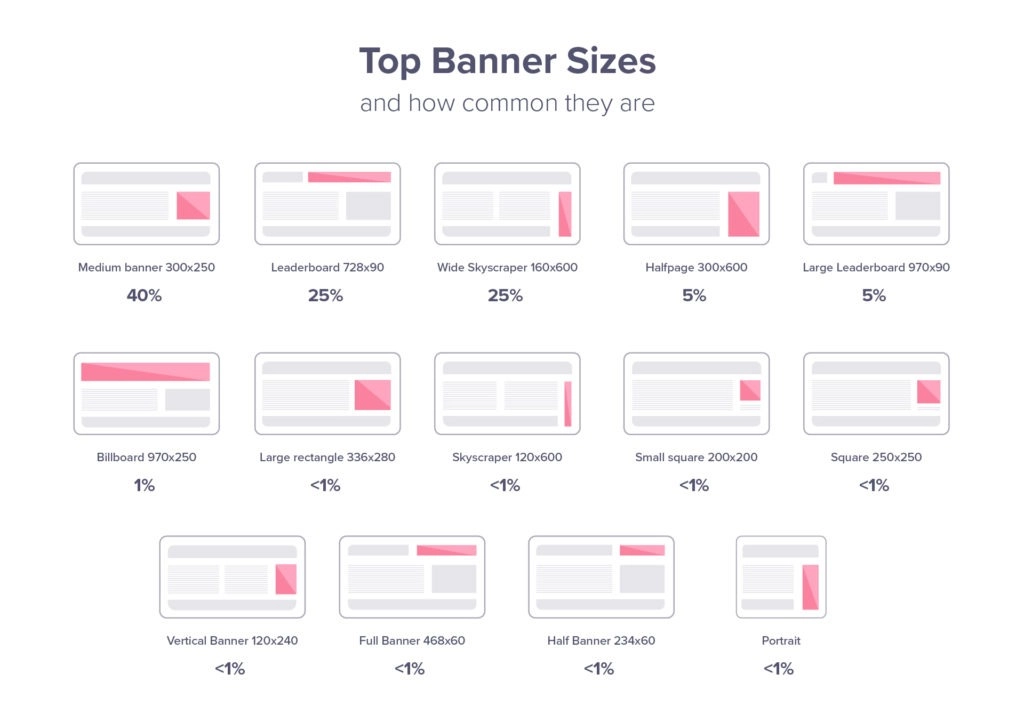 Top Banner Sizes
and how common they are
Medium banner 300x250
40%
Leaderboard 728x90
25%
Wide Skyscraper 160x600
25%
Halfpage 300x600
5%
Large Leaderboard 970x90
5%
Billboard 970x250
1%
Large rectangle 336x280
<1%
Skyscraper 120x600
<1%
Small square 200x200
<1%
Square 250x250
<1%
Vertical Banner 120x240
<1%
Full Banner 468x60
<1%
Half Banner 234x60
<1%
Portrait
<1%